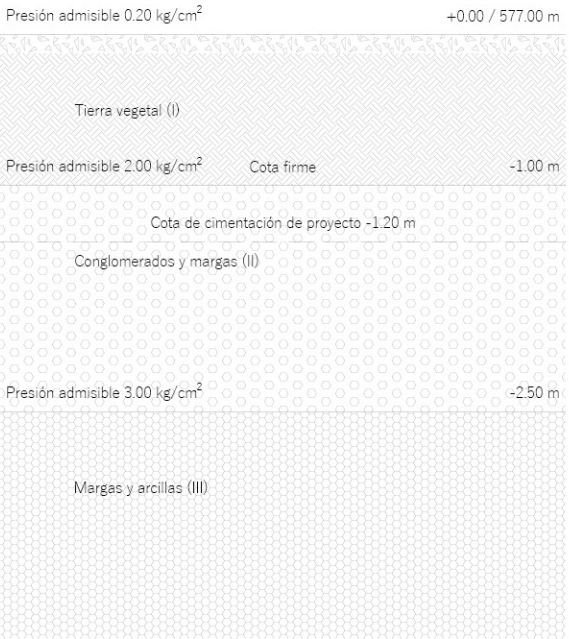 Presión admisible 0.20 kg/cm² +0.00 / 577.00 m
Tierra vegetal (I)
Presión admisible 2.00 kg/cm² Cota firme -1.00 m
Cota de cimentación de proyecto -1.20 m
Conglomerados y margas (II)
Presión admisible 3.00 kg/cm² -2.50 m
Margas y arcillas (III)